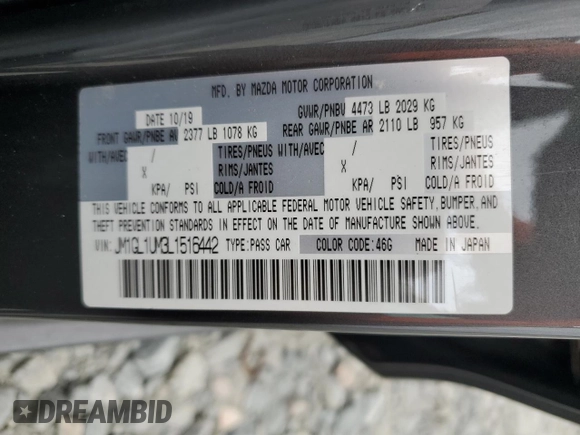 MFD. BY MAZDA MOTOR CORPORATION
DATE 10/19 GVWR/PNBV 4473 LB 2029 KG
FRONT GAWR/PNBE AV 2377 LB 1078 KG REAR GAWR/PNBE AR 2110 LB 957 KG
WITH/AVEC / TIRES/PNEUS WITH/AVEC / TIRES/PNEUS
X RIMS/JANTES X RIMS/JANTES
KPA/ PSI COLD/A FROID KPA/ PSI COLD/A FROID
THIS VEHICLE CONFORMS TO ALL APPLICABLE FEDERAL MOTOR VEHICLE SAFETY, BUMPER, AND
THEFT PREVENTION STANDARDS IN EFFECT ON THE DATE OF MANUFACTURE SHOWN ABOVE.
VIN: JM1GL1UM3L1516442 TYPE:PASS CAR COLOR CODE:46G MADE IN JAPAN
DREAMBID